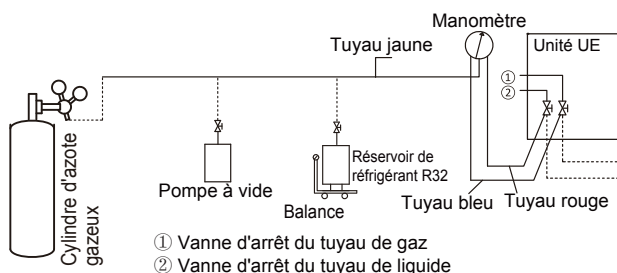 Manomètre
Tuyau jaune
Unité UE
①
②
Cylindre d'azote
gazeux
Pompe à vide
Réservoir de
réfrigérant R32
Balance
Tuyau bleu
Tuyau rouge
① Vanne d'arrêt du tuyau de gaz
② Vanne d'arrêt du tuyau de liquide